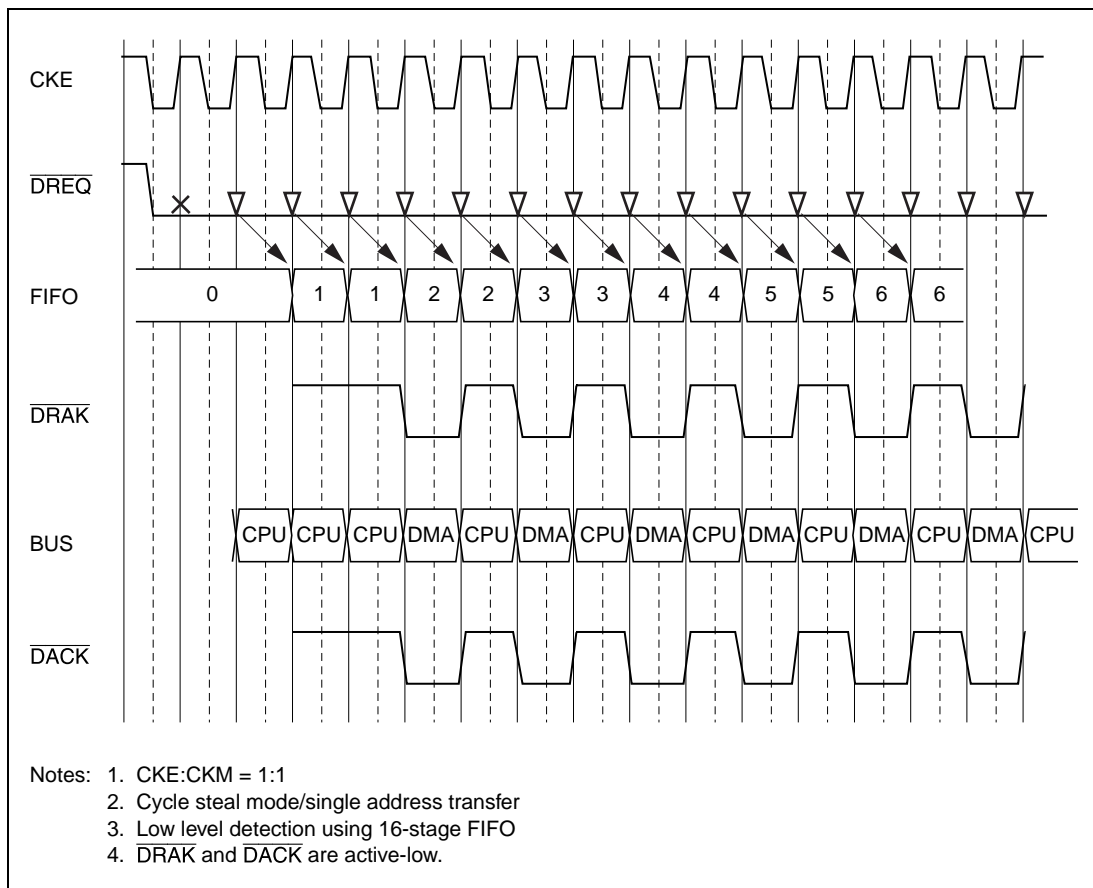 CKE
DREQ
FIFO 0 1 1 2 2 3 3 4 4 5 5 6 6
DRAK
BUS CPU CPU CPU DMA CPU DMA CPU DMA CPU DMA CPU DMA CPU DMA CPU
DACK
Notes: 1. CKE:CKM = 1:1
2. Cycle steal mode/single address transfer
3. Low level detection using 16-stage FIFO
4. DRAK and DACK are active-low.